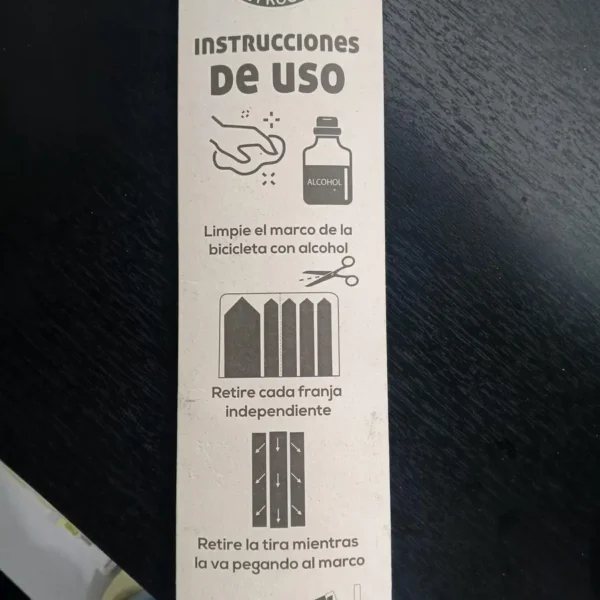 INSTRUCCIONES
De USO
ALCOHOL
Limpie el marco de la
bicicleta con alcohol
Retire cada franja
independiente
Retire la tira mientras
la va pegando al marco